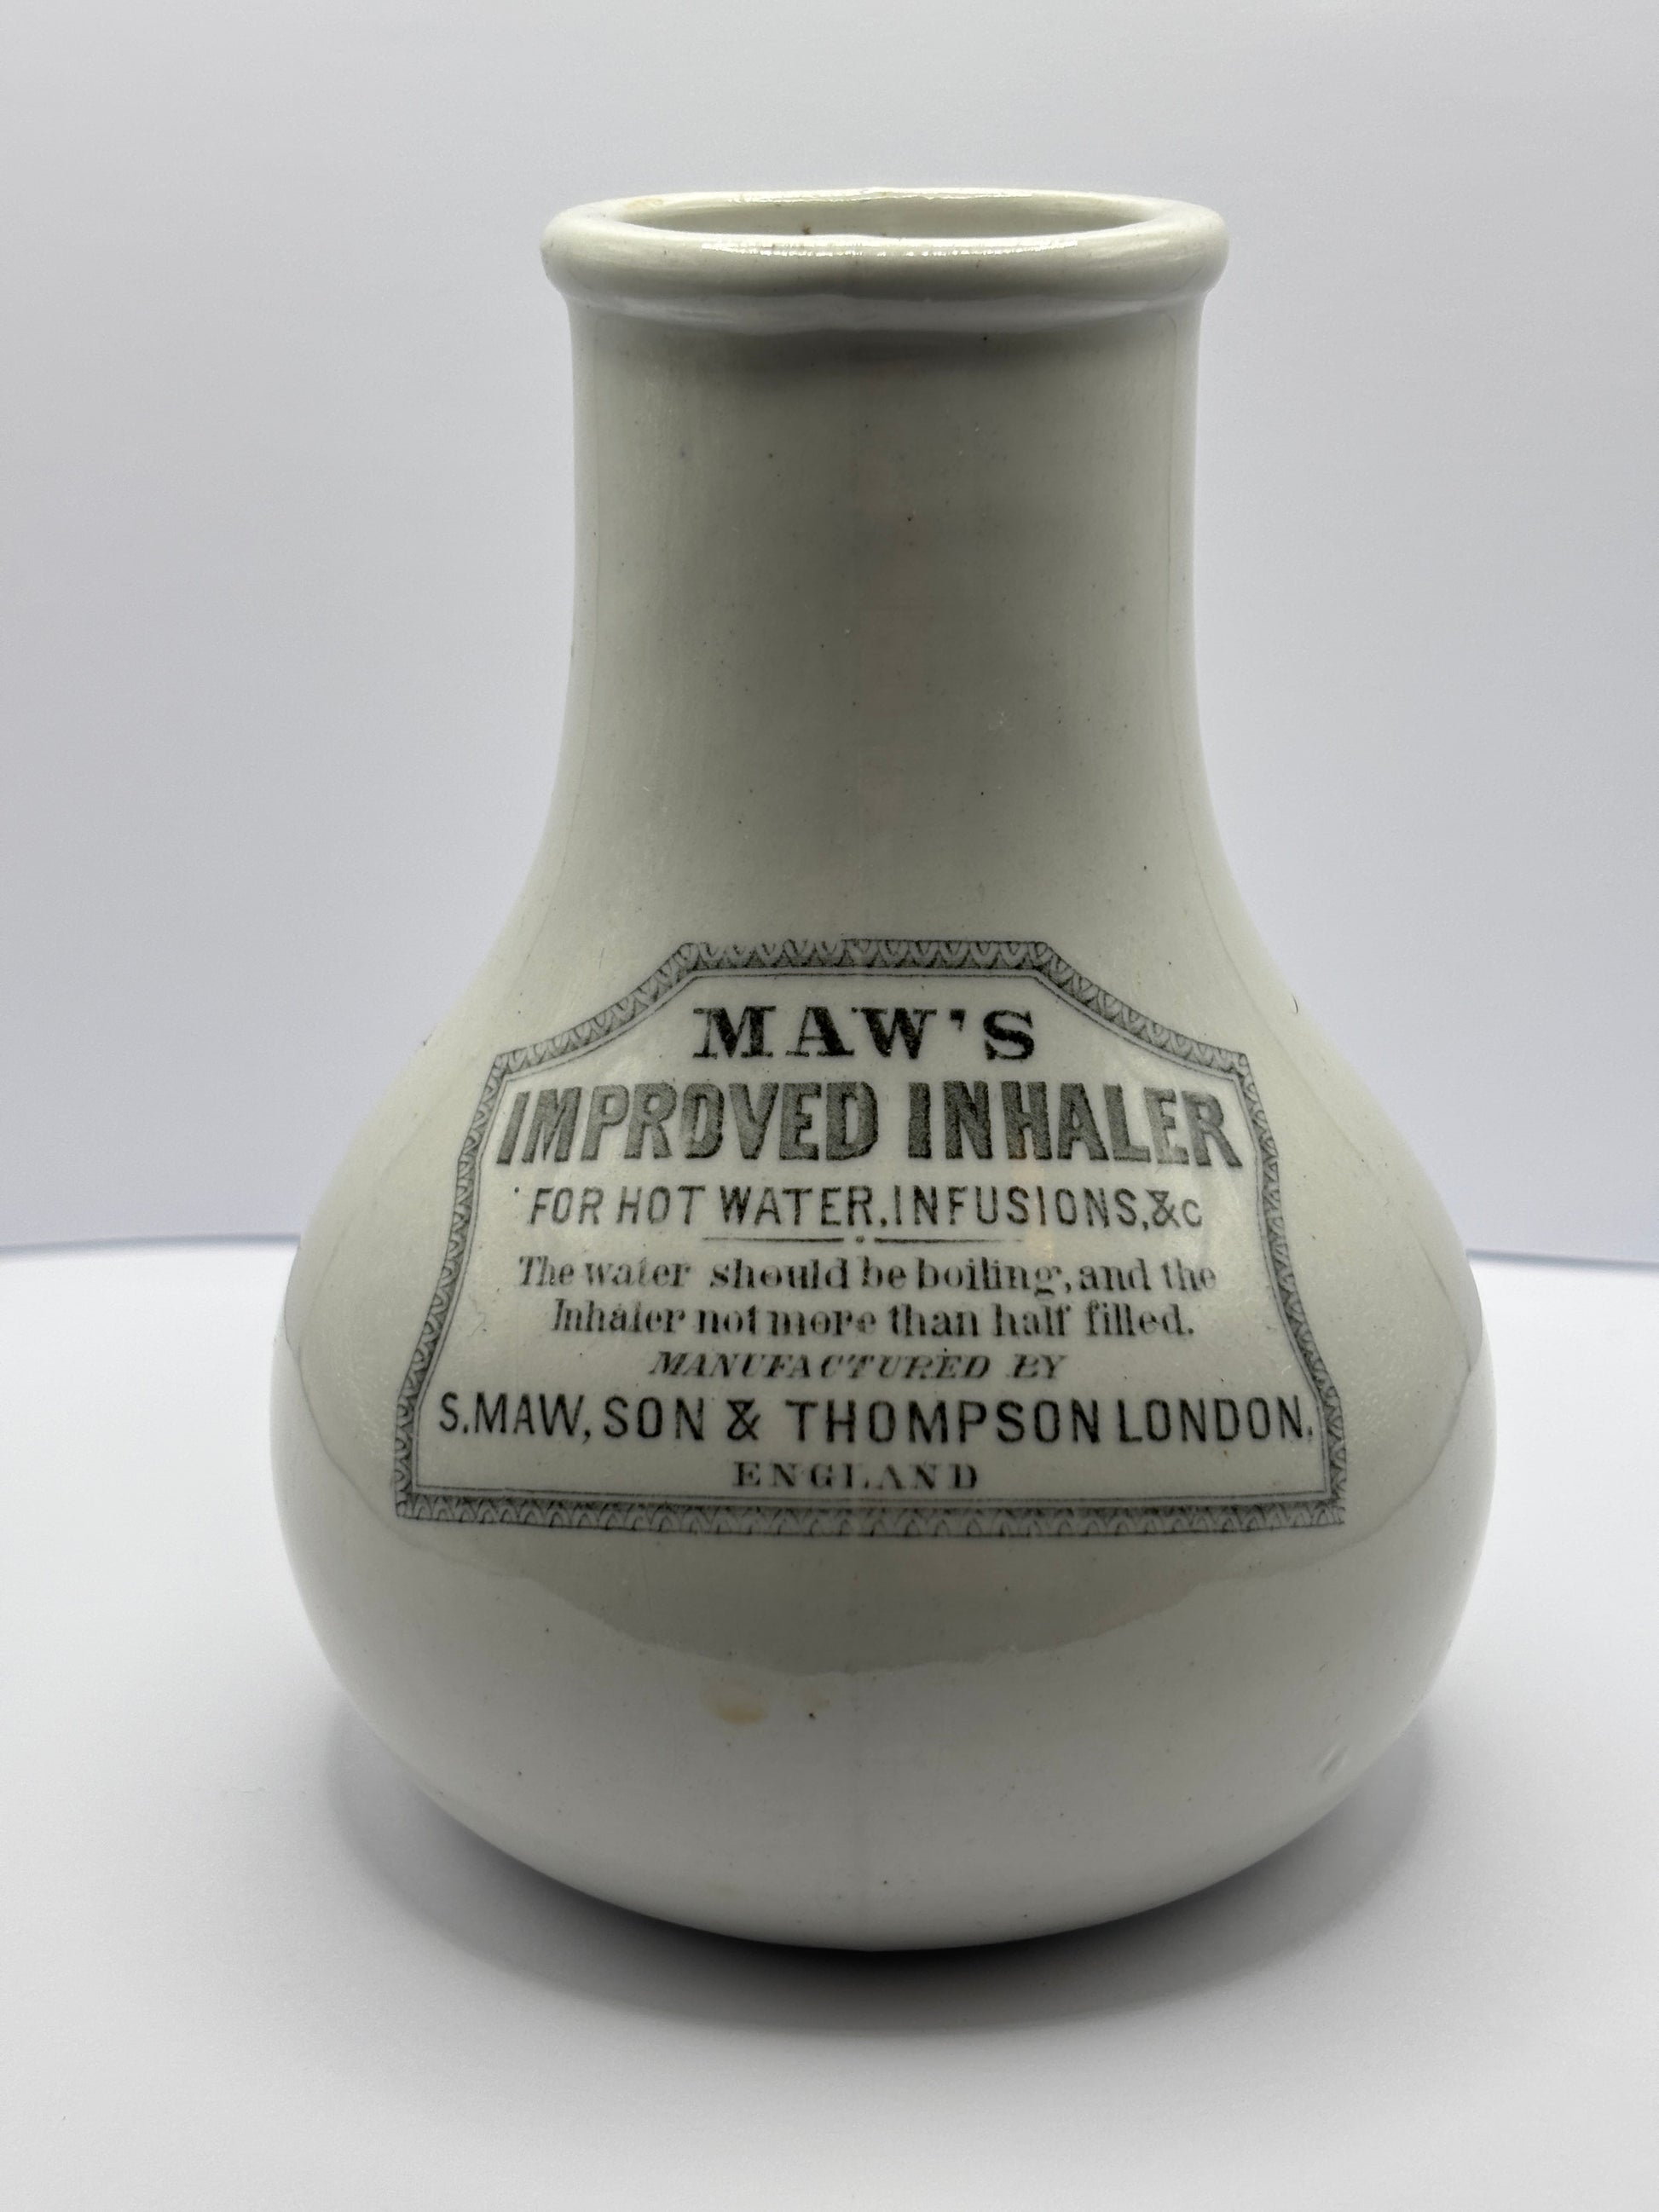 MAW'S
IMPROVED INHALER
FOR HOT WATER, INFUSIONS, &c
The water should be boiling, and the
Inhaler not more than half filled.
MANUFACTURED BY
S. MAW, SON & THOMPSON LONDON.
ENGLAND